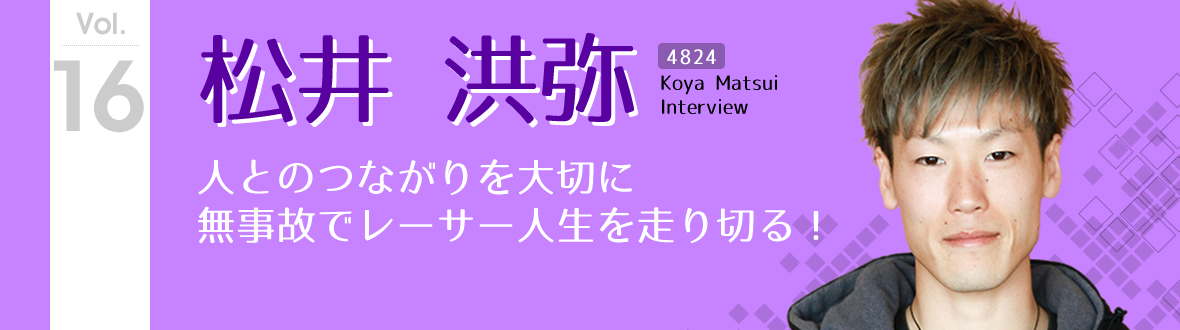 Vol.
16
松井 洪弥
4824
Koya Matsui
Interview
人とのつながりを大切に
無事故でレーサー人生を走り切る！